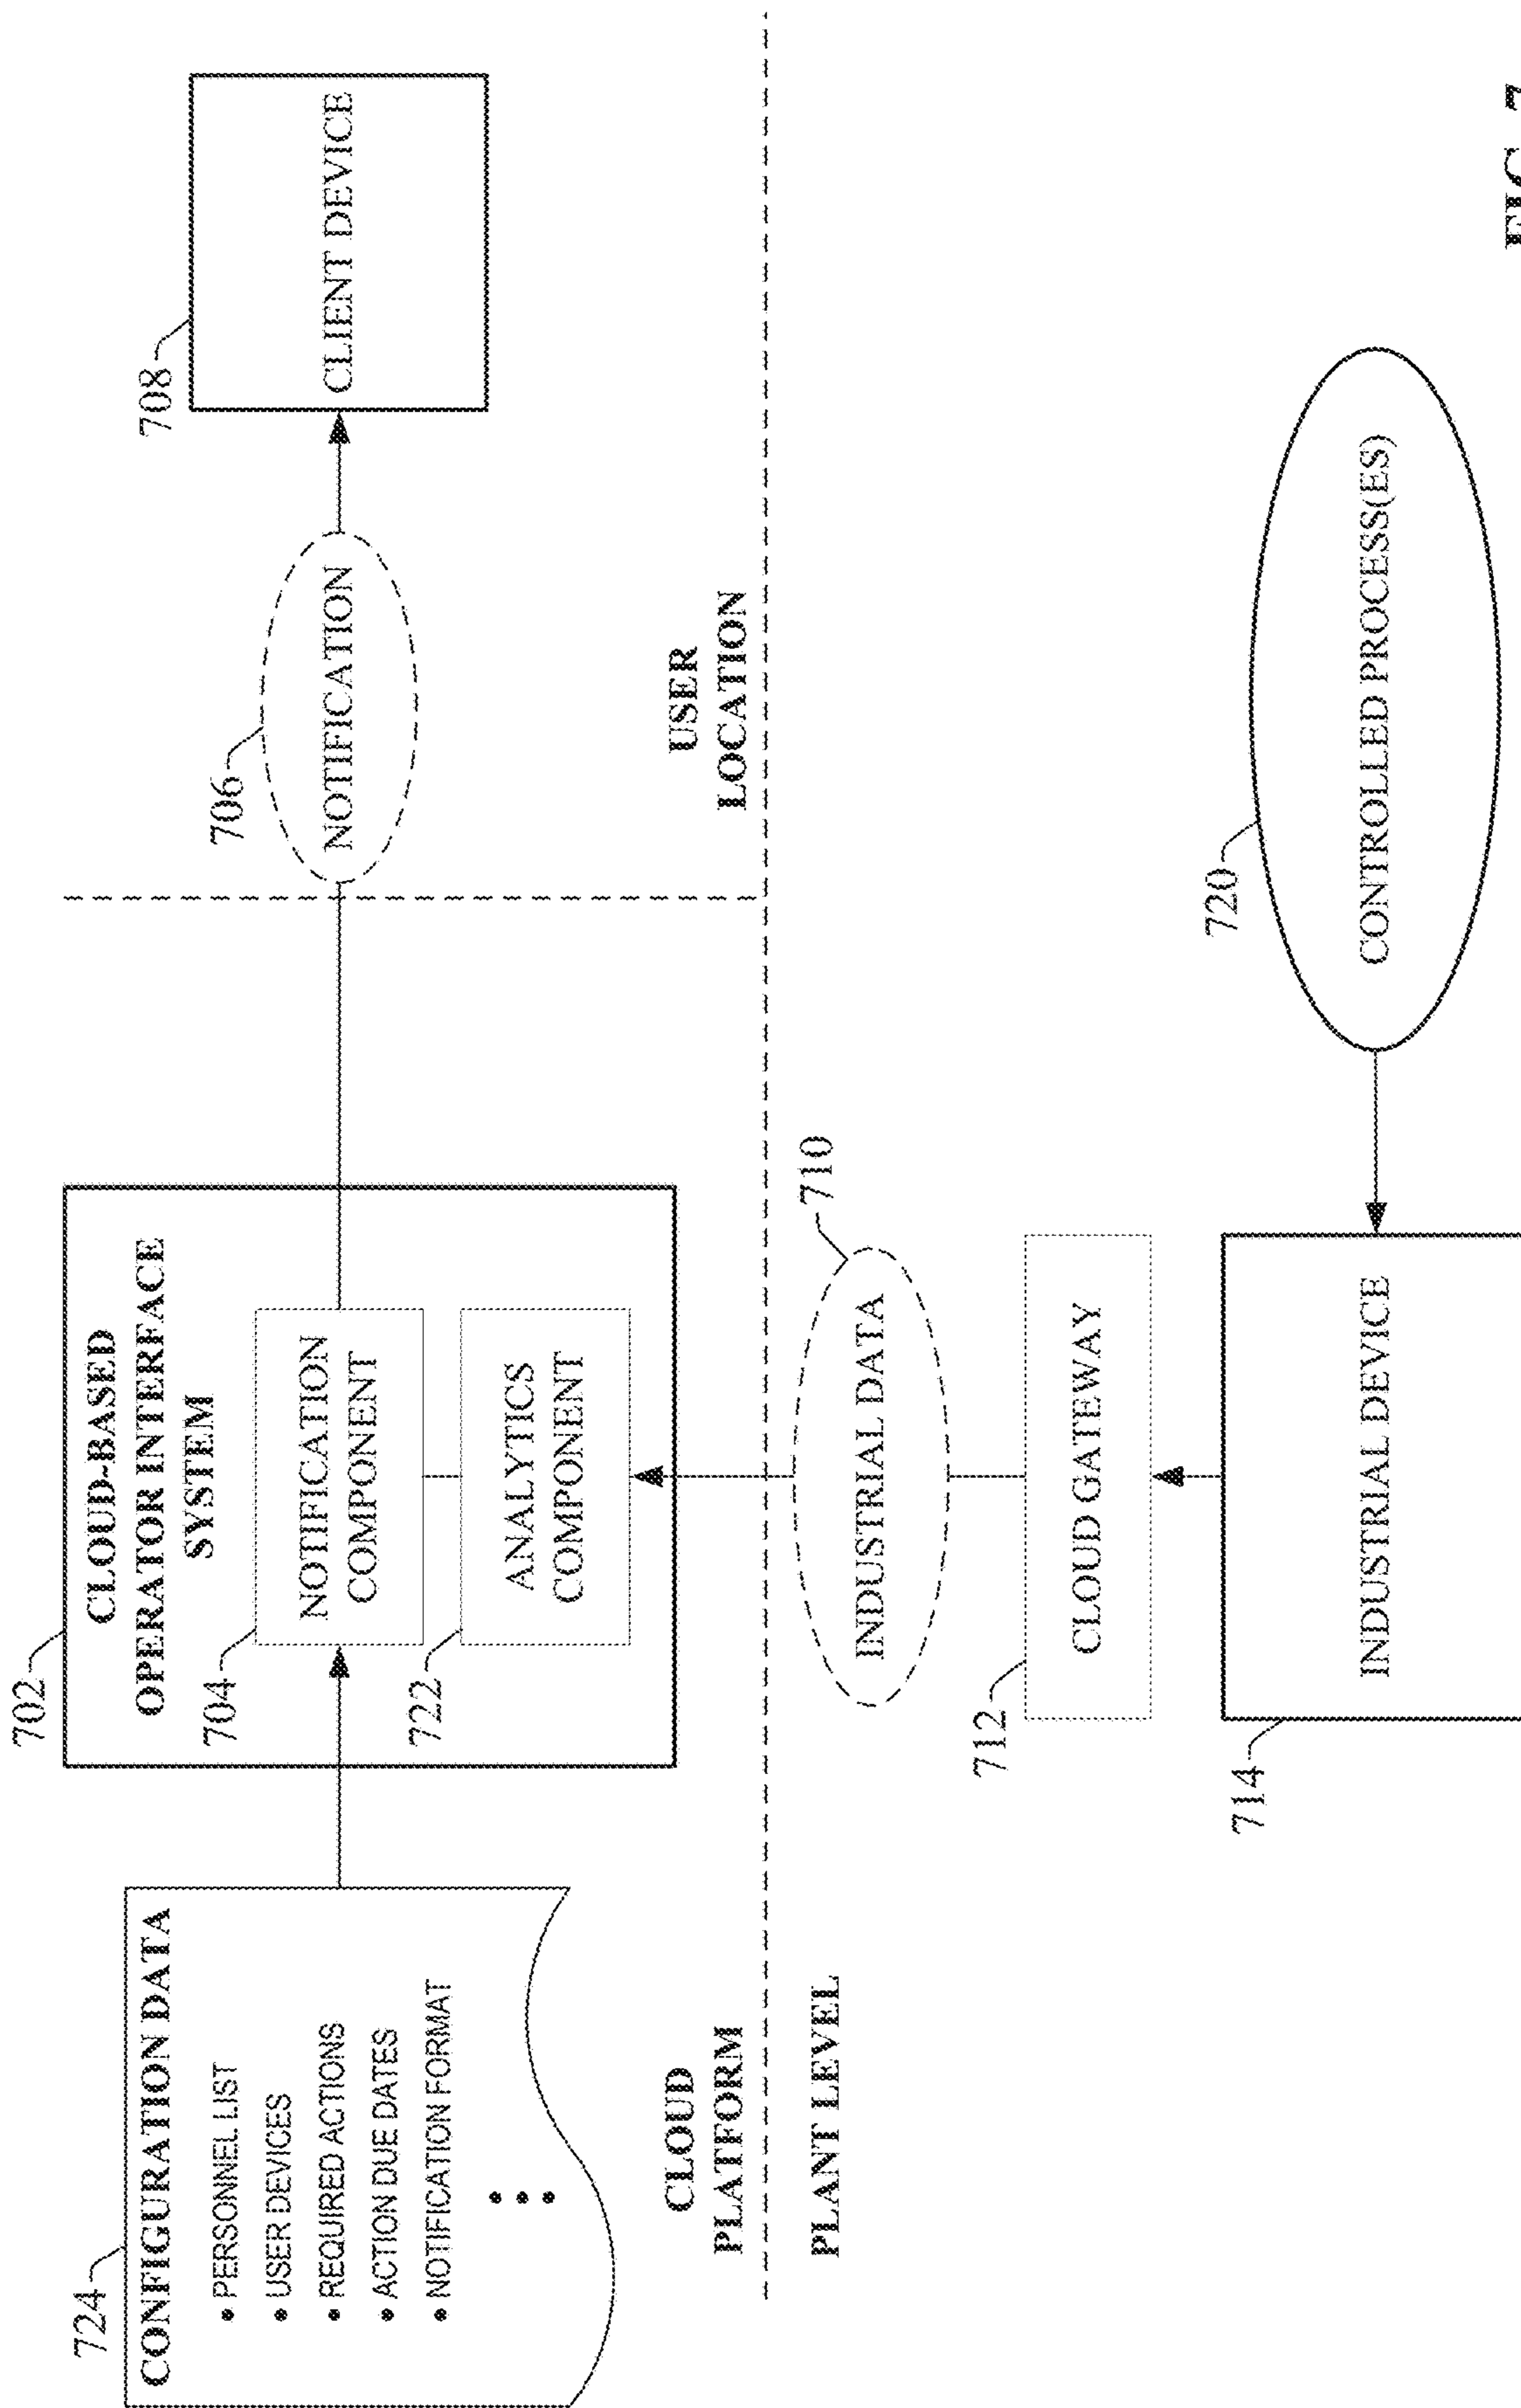 702
CLOUD-BASED
OPERATOR INTERFACE
SYSTEM
724
CONFIGURATION DATA
• PERSONNEL LIST
• USER DEVICES
• REQUIRED ACTIONS
• ACTION DUE DATES
• NOTIFICATION FORMAT
704
NOTIFICATION
COMPONENT
722
ANALYTICS
COMPONENT
706
NOTIFICATION
708
CLIENT DEVICE
CLOUD
PLATFORM
USER
LOCATION
PLANT LEVEL
710
INDUSTRIAL DATA
712
CLOUD GATEWAY
714
INDUSTRIAL DEVICE
720
CONTROLLED PROCESS(ES)
FIG. 7